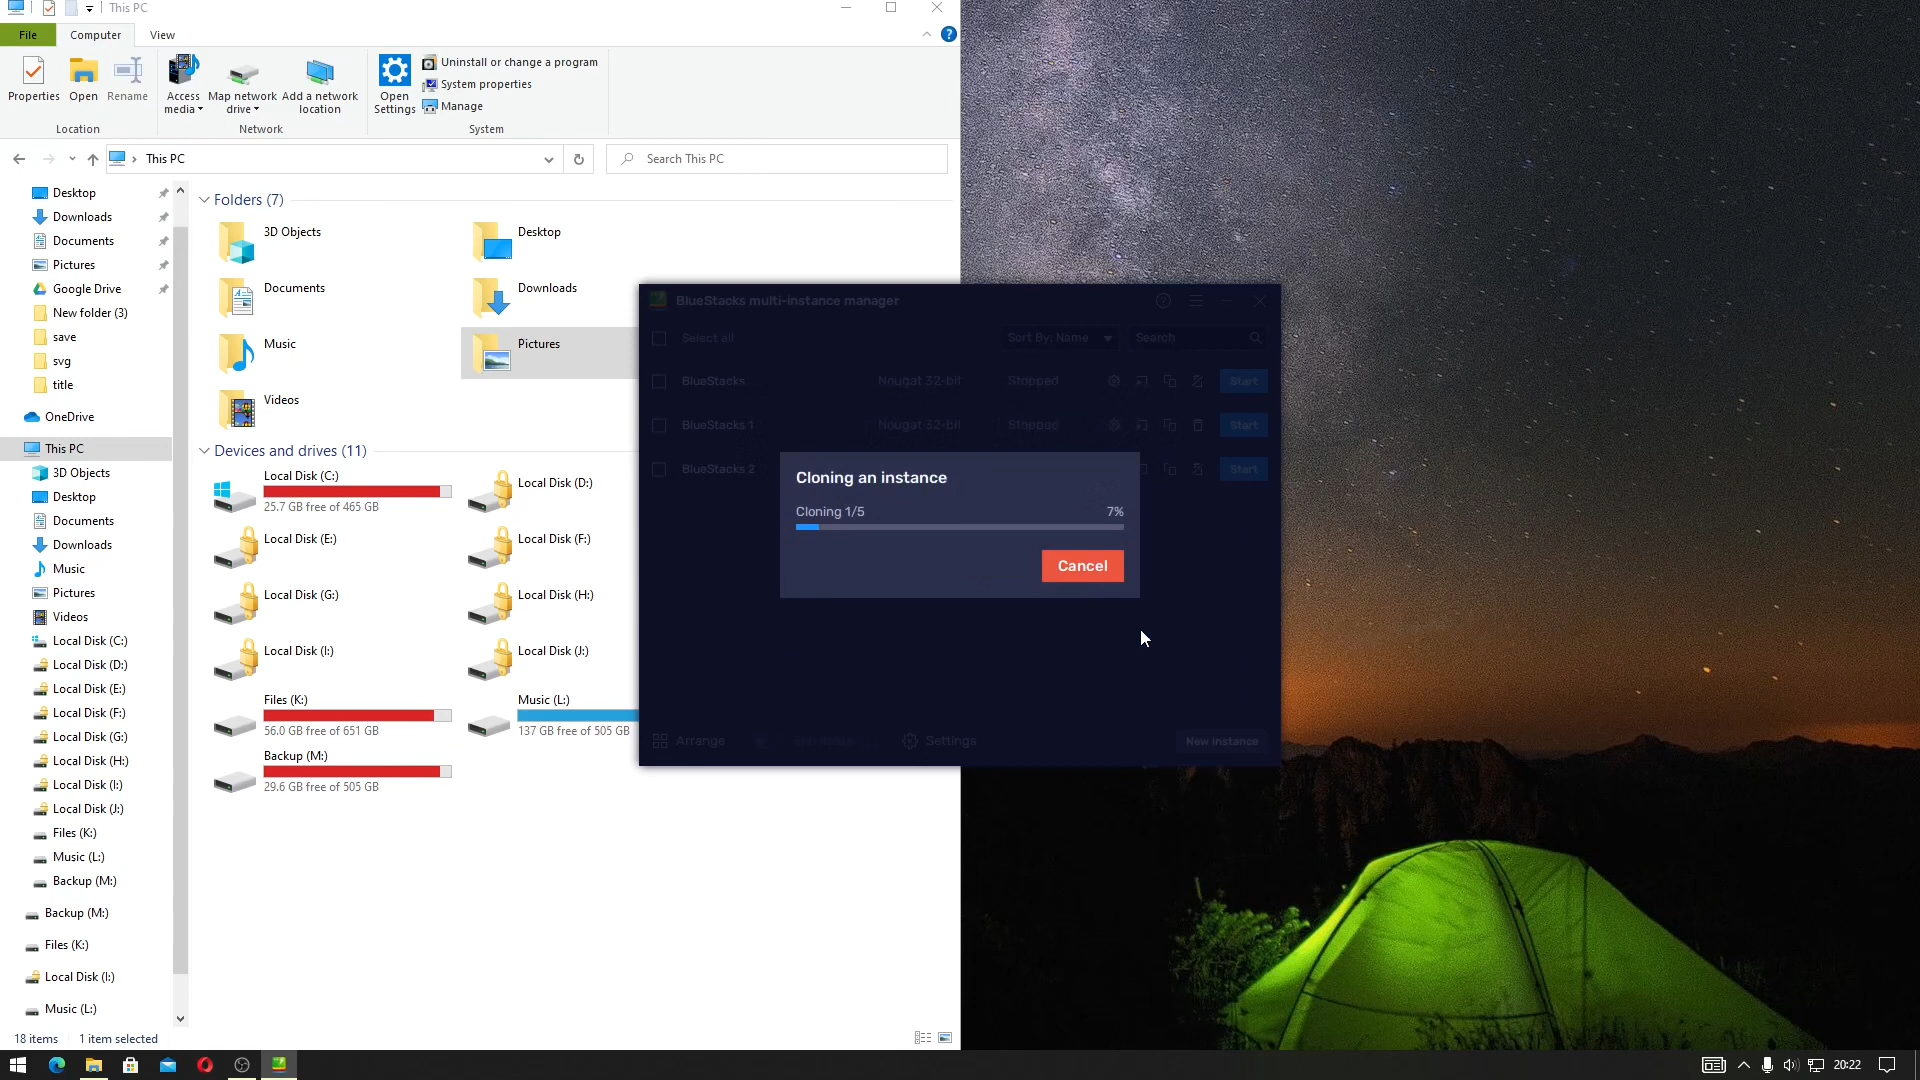 This PC
File
Computer
View
Properties
Open
Rename
Access media
Map network drive
Add a network location
Open Settings
Uninstall or change a program
System properties
Manage
Location
Network
System
This PC
Search This PC
Desktop
Downloads
Documents
Pictures
Google Drive
New folder (3)
save
svg
title
OneDrive
This PC
3D Objects
Desktop
Documents
Downloads
Music
Pictures
Videos
Local Disk (C:)
Local Disk (D:)
Local Disk (E:)
Local Disk (F:)
Local Disk (G:)
Local Disk (H:)
Local Disk (I:)
Local Disk (J:)
Files (K:)
Music (L:)
Backup (M:)
Backup (M:)
Files (K:)
Local Disk (I:)
Music (L:)
Folders (7)
3D Objects
Desktop
Documents
Downloads
Music
Pictures
Videos
Devices and drives (11)
Local Disk (C:)
25.7 GB free of 465 GB
Local Disk (D:)
Local Disk (E:)
Local Disk (F:)
Local Disk (G:)
Local Disk (H:)
Local Disk (I:)
Local Disk (J:)
Files (K:)
56.0 GB free of 651 GB
Music (L:)
137 GB free of 505 GB
Backup (M:)
29.6 GB free of 505 GB
18 items
1 item selected
BlueStacks multi-instance manager
Select all
Sort By: Name
Search
BlueStacks Nougat 32-bit Stopped Start
BlueStacks 1 Nougat 32-bit Stopped Start
BlueStacks 2 Start
Cloning an instance
Cloning 1/5 7%
Cancel
Arrange
Settings
New instance
20:22